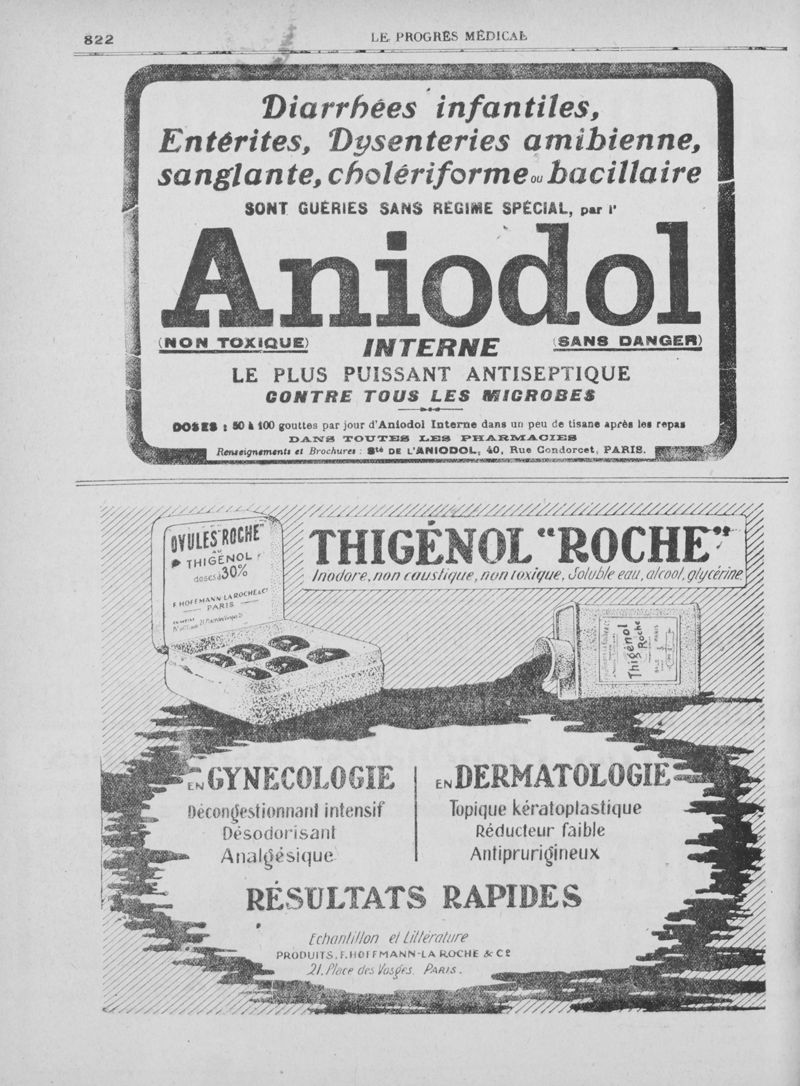 822
LE PROGRÈS MÉDICAL
Diarrhées infantiles,
Entérites, Dysenteries amibienne,
sanglante, cholériforme ou bacillaire
SONT GUÉRIES SANS RÉGIME SPÉCIAL, par l'
Aniodol
(NON TOXIQUE) INTERNE (SANS DANGER)
LE PLUS PUISSANT ANTISEPTIQUE
CONTRE TOUS LES MICROBES
DOSES : 50 à 100 gouttes par jour d'Aniodol Interne dans un peu de tisane après les repas
DANS TOUTES LES PHARMACIES
Renseignements et Brochures : Sté DE L'ANIODOL, 40, Rue Condorcet, PARIS.
OVULES "ROCHE"
AU
THIGÉNOL
doses à 30%
F. HOFFMANN-LA ROCHE & Cº
PARIS
THIGÉNOL "ROCHE"
Inodore, non caustique, non toxique, Soluble eau, alcool, glycérine
Thigénol
Roche
EN GYNECOLOGIE
Décongestionnant intensif
Désodorisant
Analgésique
EN DERMATOLOGIE
Topique kératoplastique
Réducteur faible
Antiprurigineux
RÉSULTATS RAPIDES
Echantillon et Littérature
PRODUITS. F. HOFFMANN-LA ROCHE & Cº
21, Place des Vosges. PARIS.